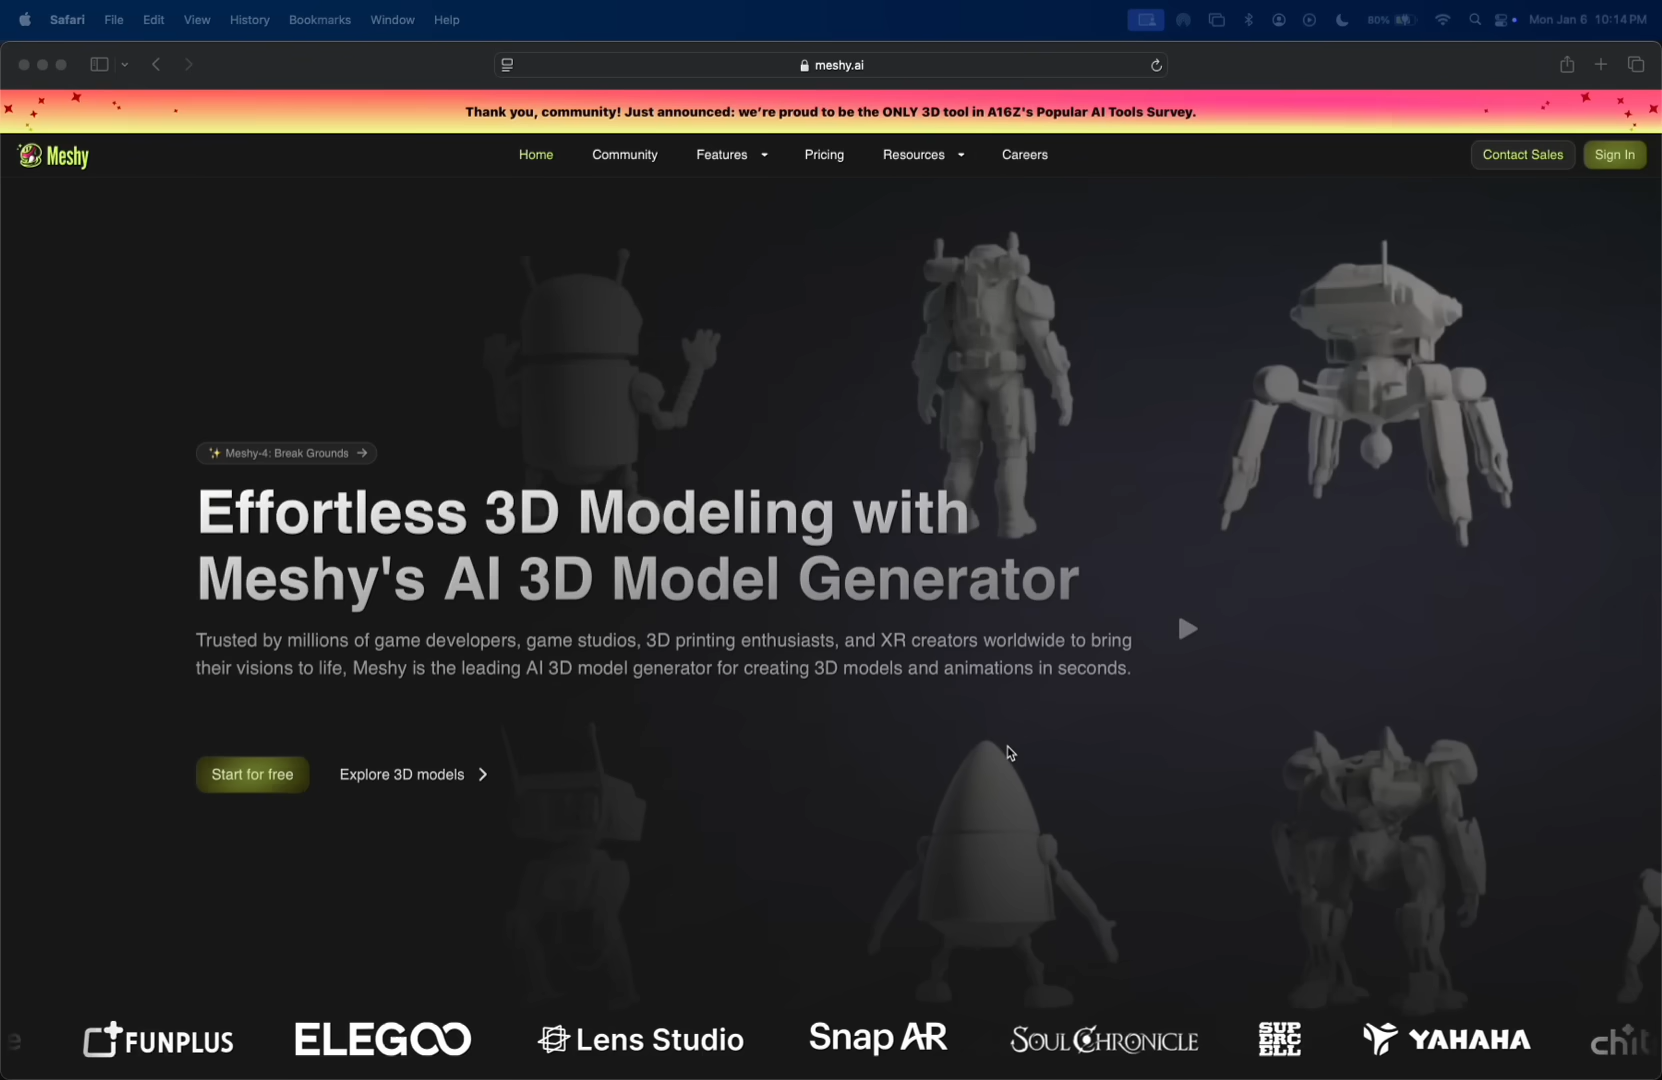 Safari File Edit View History Bookmarks Window Help
80%
Mon Jan 6 10:14 PM
meshy.ai
Thank you, community! Just announced: we're proud to be the ONLY 3D tool in A16Z's Popular AI Tools Survey.
Meshy
Home Community Features Pricing Resources Careers
Contact Sales Sign In
Meshy-4: Break Grounds
Effortless 3D Modeling with
Meshy's AI 3D Model Generator
Trusted by millions of game developers, game studios, 3D printing enthusiasts, and XR creators worldwide to bring
their visions to life, Meshy is the leading AI 3D model generator for creating 3D models and animations in seconds.
Start for free Explore 3D models
e FUNPLUS ELEGOO Lens Studio Snap AR SOUL CHRONICLE SUPERCELL YAHAHA chit